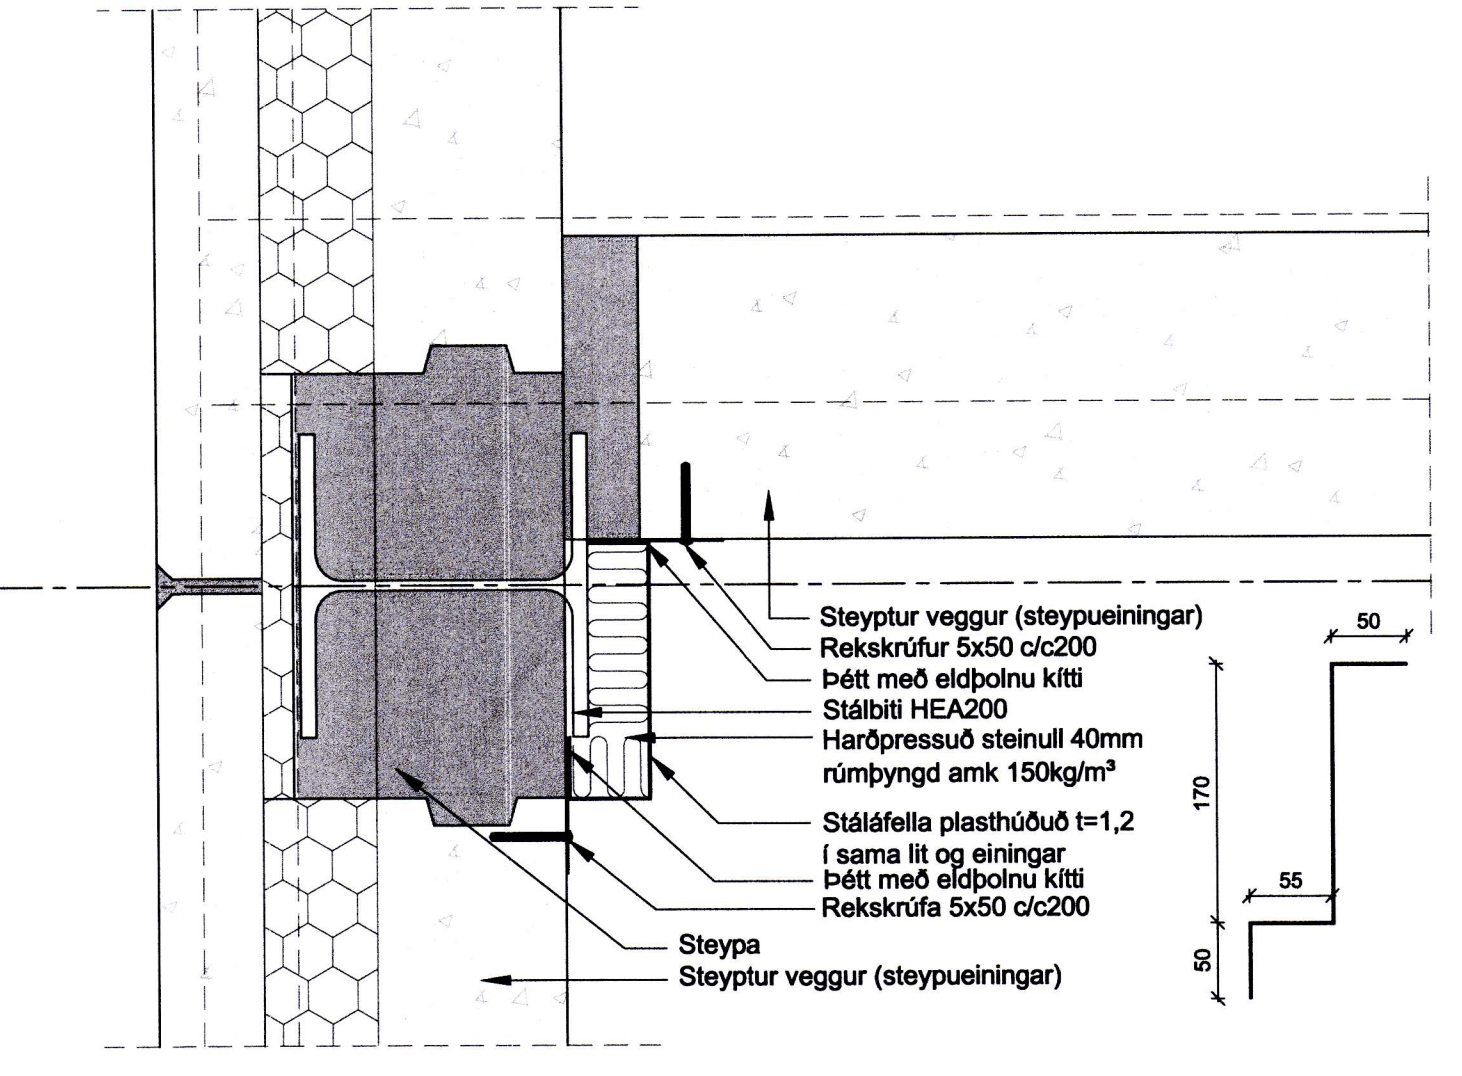 Steyptur veggur (steypueiningar)
Rekskrúfur 5x50 c/c200
Þétt með eldþolnu kítti
Stálbiti HEA200
Harðpressuð steinull 40mm
rúmþyngd amk 150kg/m³
Stáláfella plasthúðuð t=1,2
í sama lit og einingar
Þétt með eldþolnu kítti
Rekskrúfa 5x50 c/c200
Steypa
Steyptur veggur (steypueiningar)
50
170
55
50